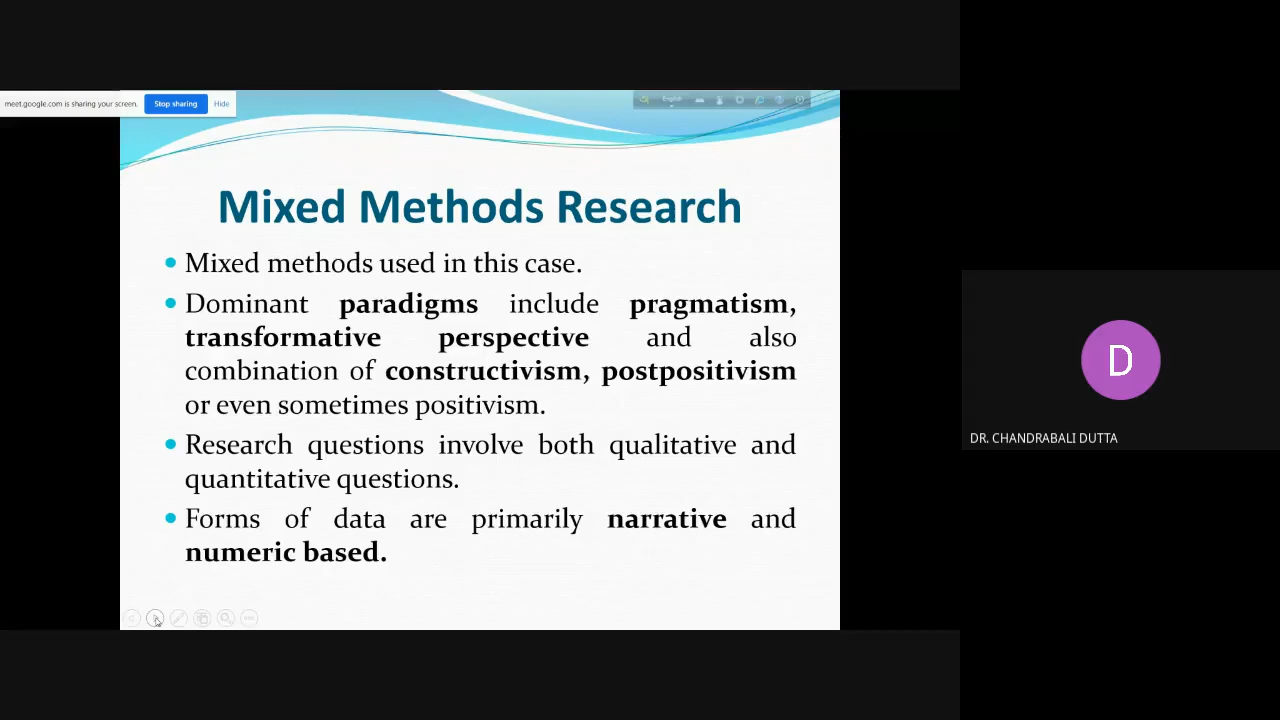 meet.google.com is sharing your screen.
Stop sharing
Hide
English
Mixed Methods Research
Mixed methods used in this case.
Dominant paradigms include pragmatism,
transformative perspective and also
combination of constructivism, postpositivism
or even sometimes positivism.
Research questions involve both qualitative and
quantitative questions.
Forms of data are primarily narrative and
numeric based.
D
DR. CHANDRABALI DUTTA